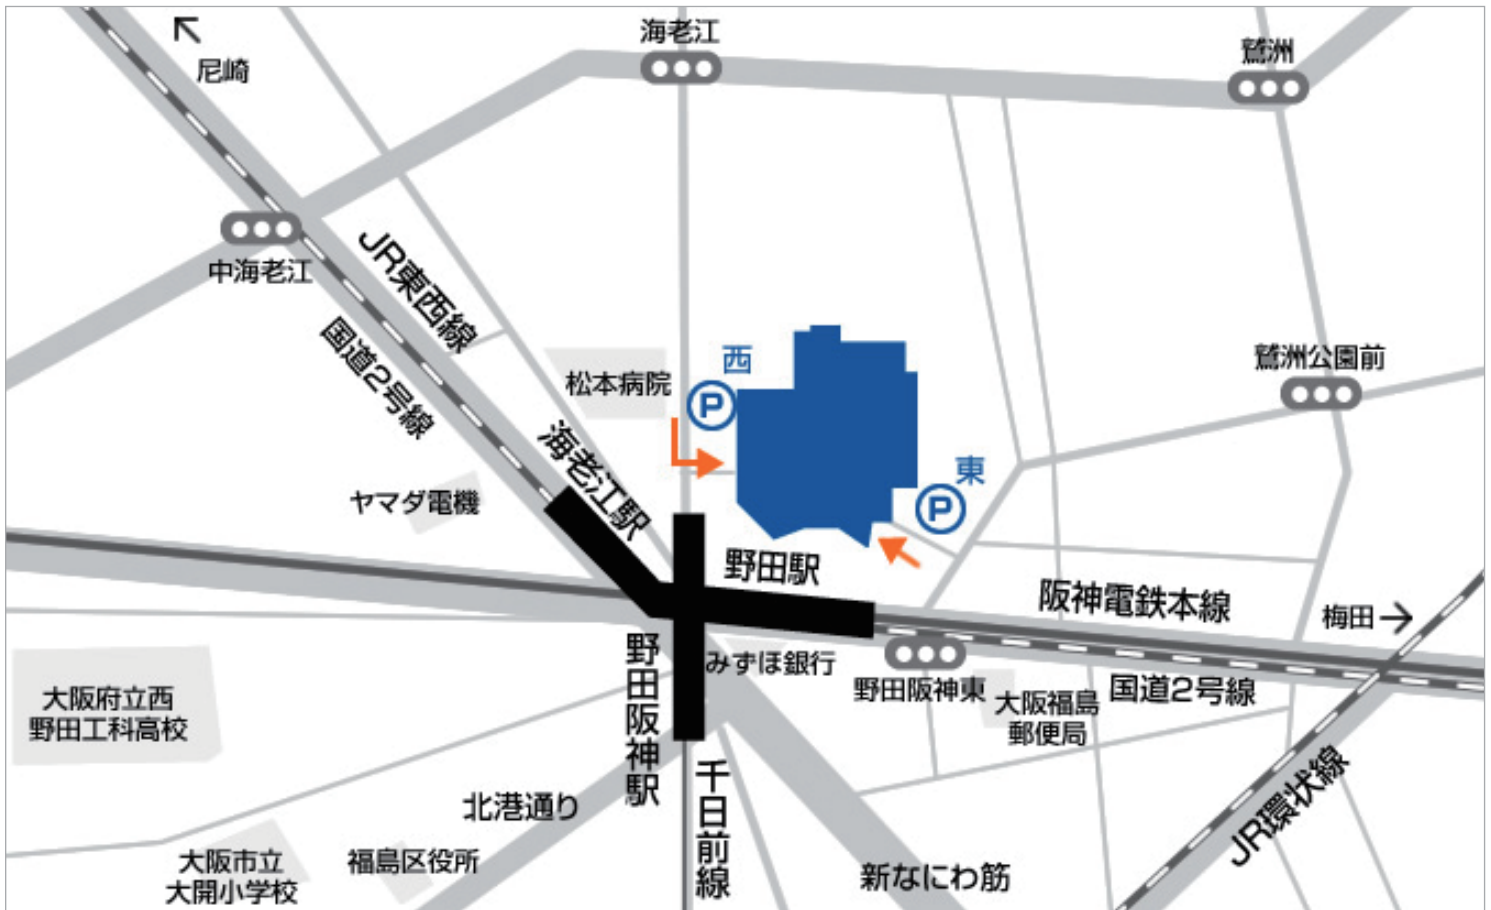 海老江
鷲洲
尼崎
中海老江
JR東西線
国道2号線
西
P
松本病院
鷲洲公園前
海老江駅
東
P
ヤマダ電機
野田駅
阪神電鉄本線
梅田
野田阪神駅
みずほ銀行
野田阪神東
国道2号線
大阪府立西
野田工科高校
大阪福島
郵便局
千日前線
北港通り
JR環状線
大阪市立
大開小学校
福島区役所
新なにわ筋